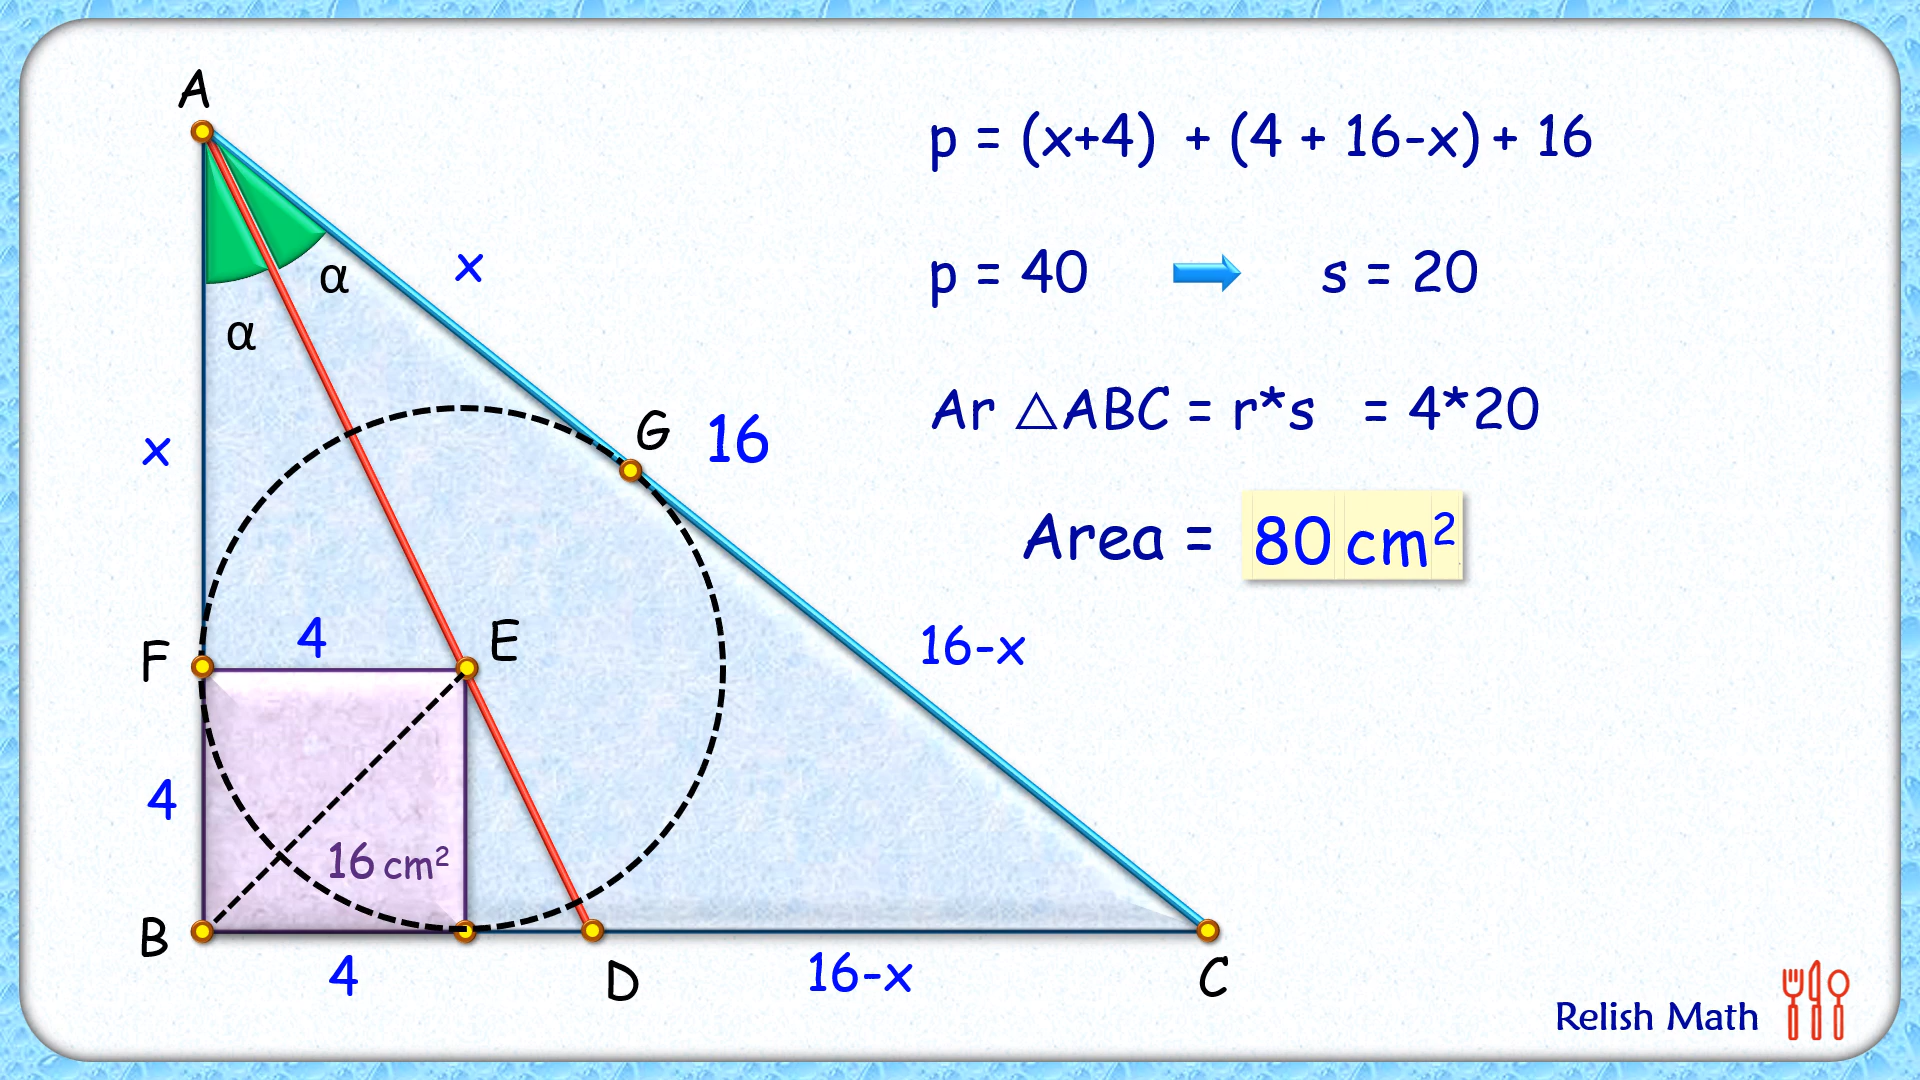 A
p = (x+4) + (4 + 16-x) + 16
x
α
p = 40 s = 20
α
x
G
16
Ar △ABC = r*s = 4*20
Area = 80 cm²
F
4
E
16-x
4
16 cm²
B
4
D
16-x
C
Relish Math